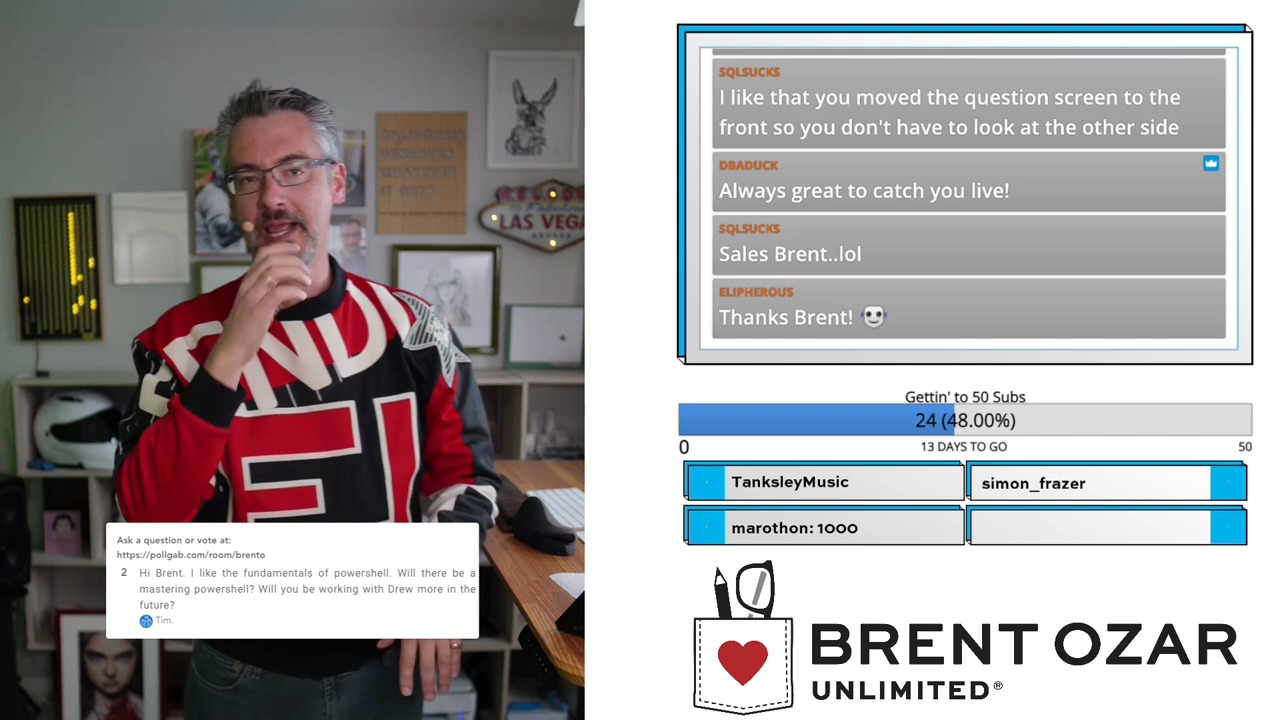 WELCOME
Fabulous
LAS VEGA
NEVADA
Ask a question or vote at:
https://pollgab.com/room/brento
2 Hi Brent. I like the fundamentals of powershell. Will there be a
mastering powershell? Will you be working with Drew more in the
future?
Tim.
SQLSUCKS
I like that you moved the question screen to the
front so you don't have to look at the other side
DBADUCK
Always great to catch you live!
SQLSUCKS
Sales Brent..lol
ELIPHEROUS
Thanks Brent!
Gettin' to 50 Subs
24 (48.00%)
0
13 DAYS TO GO
50
TanksleyMusic
simon_frazer
marothon: 1000
BRENT OZAR
UNLIMITED®